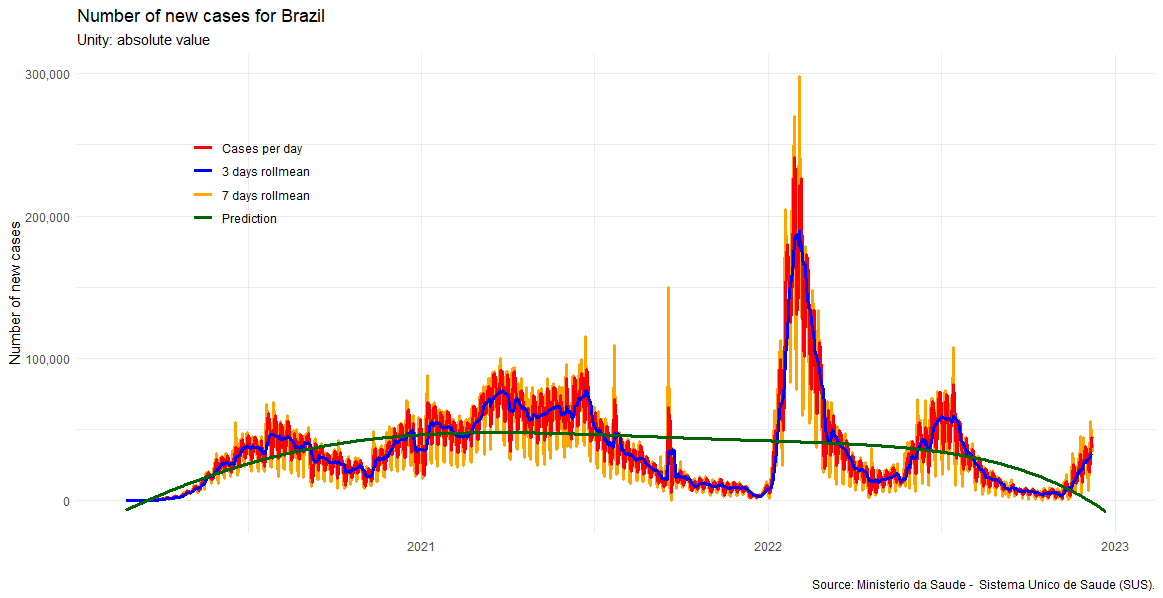 Number of new cases for Brazil
Unity: absolute value
300,000
200,000
100,000
0
Number of new cases
Cases per day
3 days rollmean
7 days rollmean
Prediction
2021
2022
2023
Source: Ministerio da Saude -  Sistema Unico de Saude (SUS).